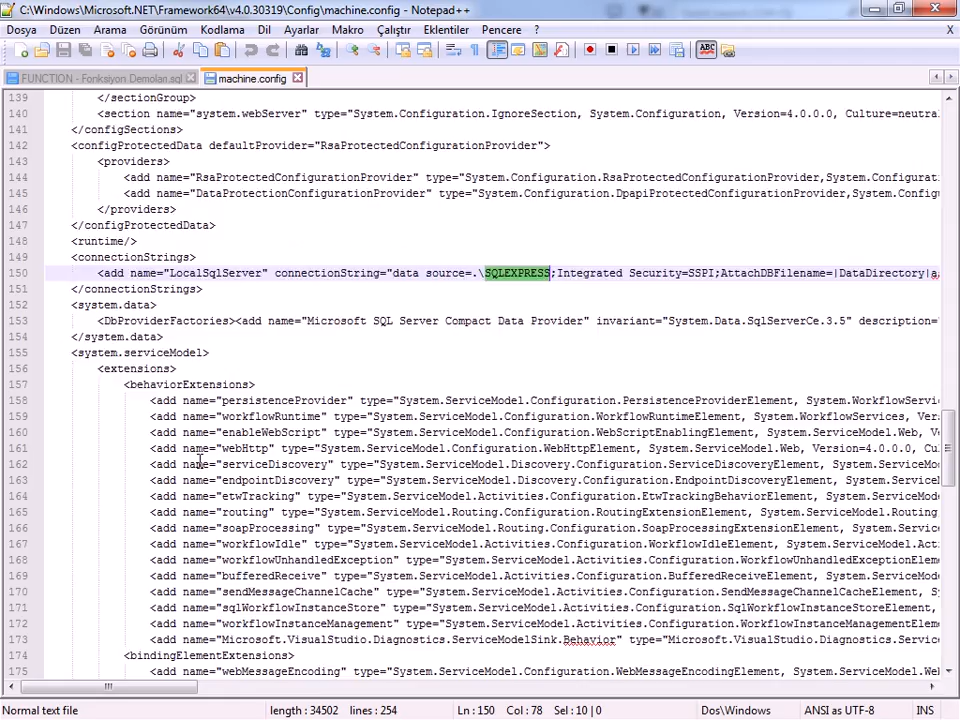 C:\Windows\Microsoft.NET\Framework64\v4.0.30319\Config\machine.config - Notepad++
Dosya Düzen Arama Görünüm Kodlama Dil Ayarlar Makro Çalıştır Eklentiler Pencere ? X
FUNCTION - Fonksiyon Demoları.sql machine.config
139 </sectionGroup>
140 <section name="system.webServer" type="System.Configuration.IgnoreSection, System.Configuration, Version=4.0.0.0, Culture=neutra
141 </configSections>
142 <configProtectedData defaultProvider="RsaProtectedConfigurationProvider">
143 <providers>
144 <add name="RsaProtectedConfigurationProvider" type="System.Configuration.RsaProtectedConfigurationProvider,System.Configurat
145 <add name="DataProtectionConfigurationProvider" type="System.Configuration.DpapiProtectedConfigurationProvider,System.Config
146 </providers>
147 </configProtectedData>
148 <runtime/>
149 <connectionStrings>
150 <add name="LocalSqlServer" connectionString="data source=.\SQLEXPRESS;Integrated Security=SSPI;AttachDBFilename=|DataDirectory|a
151 </connectionStrings>
152 <system.data>
153 <DbProviderFactories><add name="Microsoft SQL Server Compact Data Provider" invariant="System.Data.SqlServerCe.3.5" description="
154 </system.data>
155 <system.serviceModel>
156 <extensions>
157 <behaviorExtensions>
158 <add name="persistenceProvider" type="System.ServiceModel.Configuration.PersistenceProviderElement, System.WorkflowServic
159 <add name="workflowRuntime" type="System.ServiceModel.Configuration.WorkflowRuntimeElement, System.WorkflowServices, Ver
160 <add name="enableWebScript" type="System.ServiceModel.Configuration.WebScriptEnablingElement, System.ServiceModel.Web, V
161 <add name="webHttp" type="System.ServiceModel.Configuration.WebHttpElement, System.ServiceModel.Web, Version=4.0.0.0, Cul
162 <add name="serviceDiscovery" type="System.ServiceModel.Discovery.Configuration.ServiceDiscoveryElement, System.ServiceMo
163 <add name="endpointDiscovery" type="System.ServiceModel.Discovery.Configuration.EndpointDiscoveryElement, System.ServiceM
164 <add name="etwTracking" type="System.ServiceModel.Activities.Configuration.EtwTrackingBehaviorElement, System.ServiceMod
165 <add name="routing" type="System.ServiceModel.Routing.Configuration.RoutingExtensionElement, System.ServiceModel.Routing
166 <add name="soapProcessing" type="System.ServiceModel.Routing.Configuration.SoapProcessingExtensionElement, System.Servic
167 <add name="workflowIdle" type="System.ServiceModel.Activities.Configuration.WorkflowIdleElement, System.ServiceModel.Acti
168 <add name="workflowUnhandledException" type="System.ServiceModel.Activities.Configuration.WorkflowUnhandledExceptionElem
169 <add name="bufferedReceive" type="System.ServiceModel.Activities.Configuration.BufferedReceiveElement, System.ServiceMod
170 <add name="sendMessageChannelCache" type="System.ServiceModel.Activities.Configuration.SendMessageChannelCacheElement, S
171 <add name="sqlWorkflowInstanceStore" type="System.ServiceModel.Activities.Configuration.SqlWorkflowInstanceStoreElement,
172 <add name="workflowInstanceManagement" type="System.ServiceModel.Activities.Configuration.WorkflowInstanceManagementElem
173 <add name="Microsoft.VisualStudio.Diagnostics.ServiceModelSink.Behavior" type="Microsoft.VisualStudio.Diagnostics.Service
174 <bindingElementExtensions>
175 <add name="webMessageEncoding" type="System.ServiceModel.Configuration.WebMessageEncodingElement, System.ServiceModel.We
Normal text file length : 34502 lines : 254 Ln : 150 Col : 78 Sel : 10 | 0 Dos\Windows ANSI as UTF-8 INS